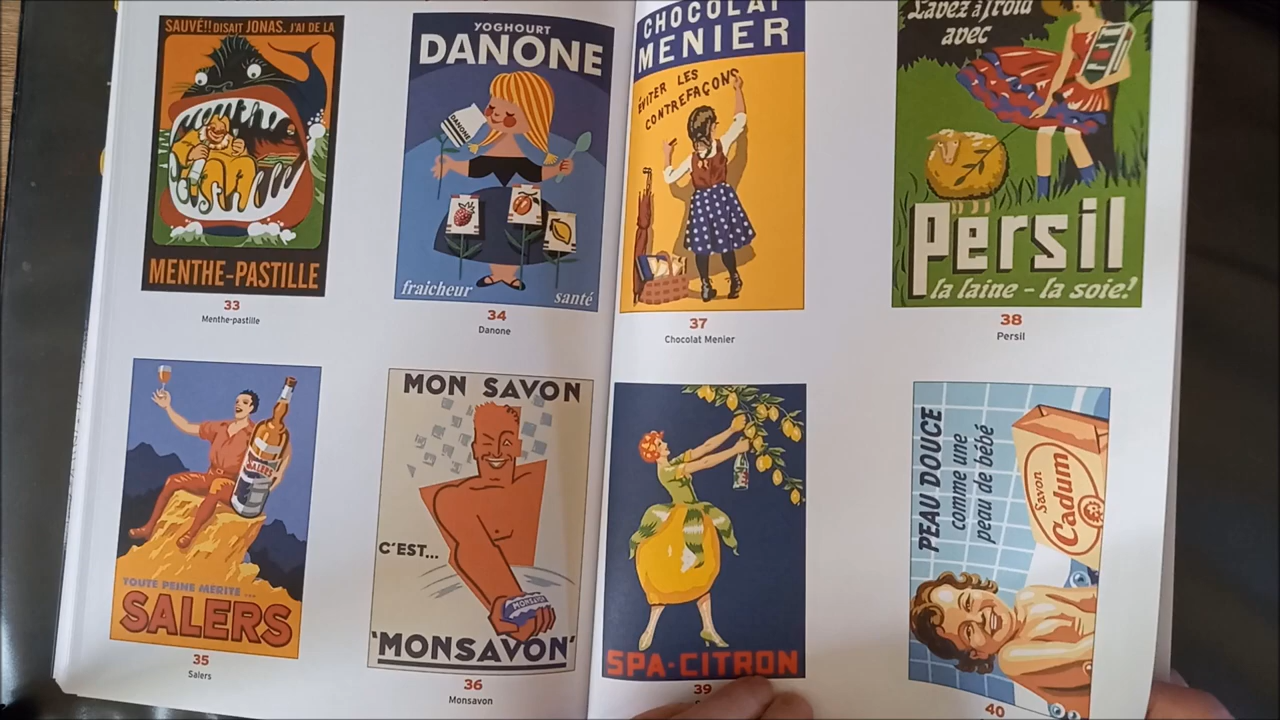 SAUVÉ!! DISAIT JONAS. J'AI DE LA
MENTHE-PASTILLE
33
Menthe-pastille
YOGHOURT
DANONE
DANONE
fraicheur
santé
34
Danone
CHOCOLAT
MENIER
ÉVITER LES
CONTREFAÇONS
37
Chocolat Menier
Lavez à froid
avec
Persil
la laine - la soie!
38
Persil
SALERS
TOUTE PEINE MÉRITE ...
SALERS
35
Salers
MON SAVON
C'EST...
MONSAVON
'MONSAVON'
36
Monsavon
SPA-CITRON
39
PEAU DOUCE
comme une
peau de bébé
Savon
Cadum
40